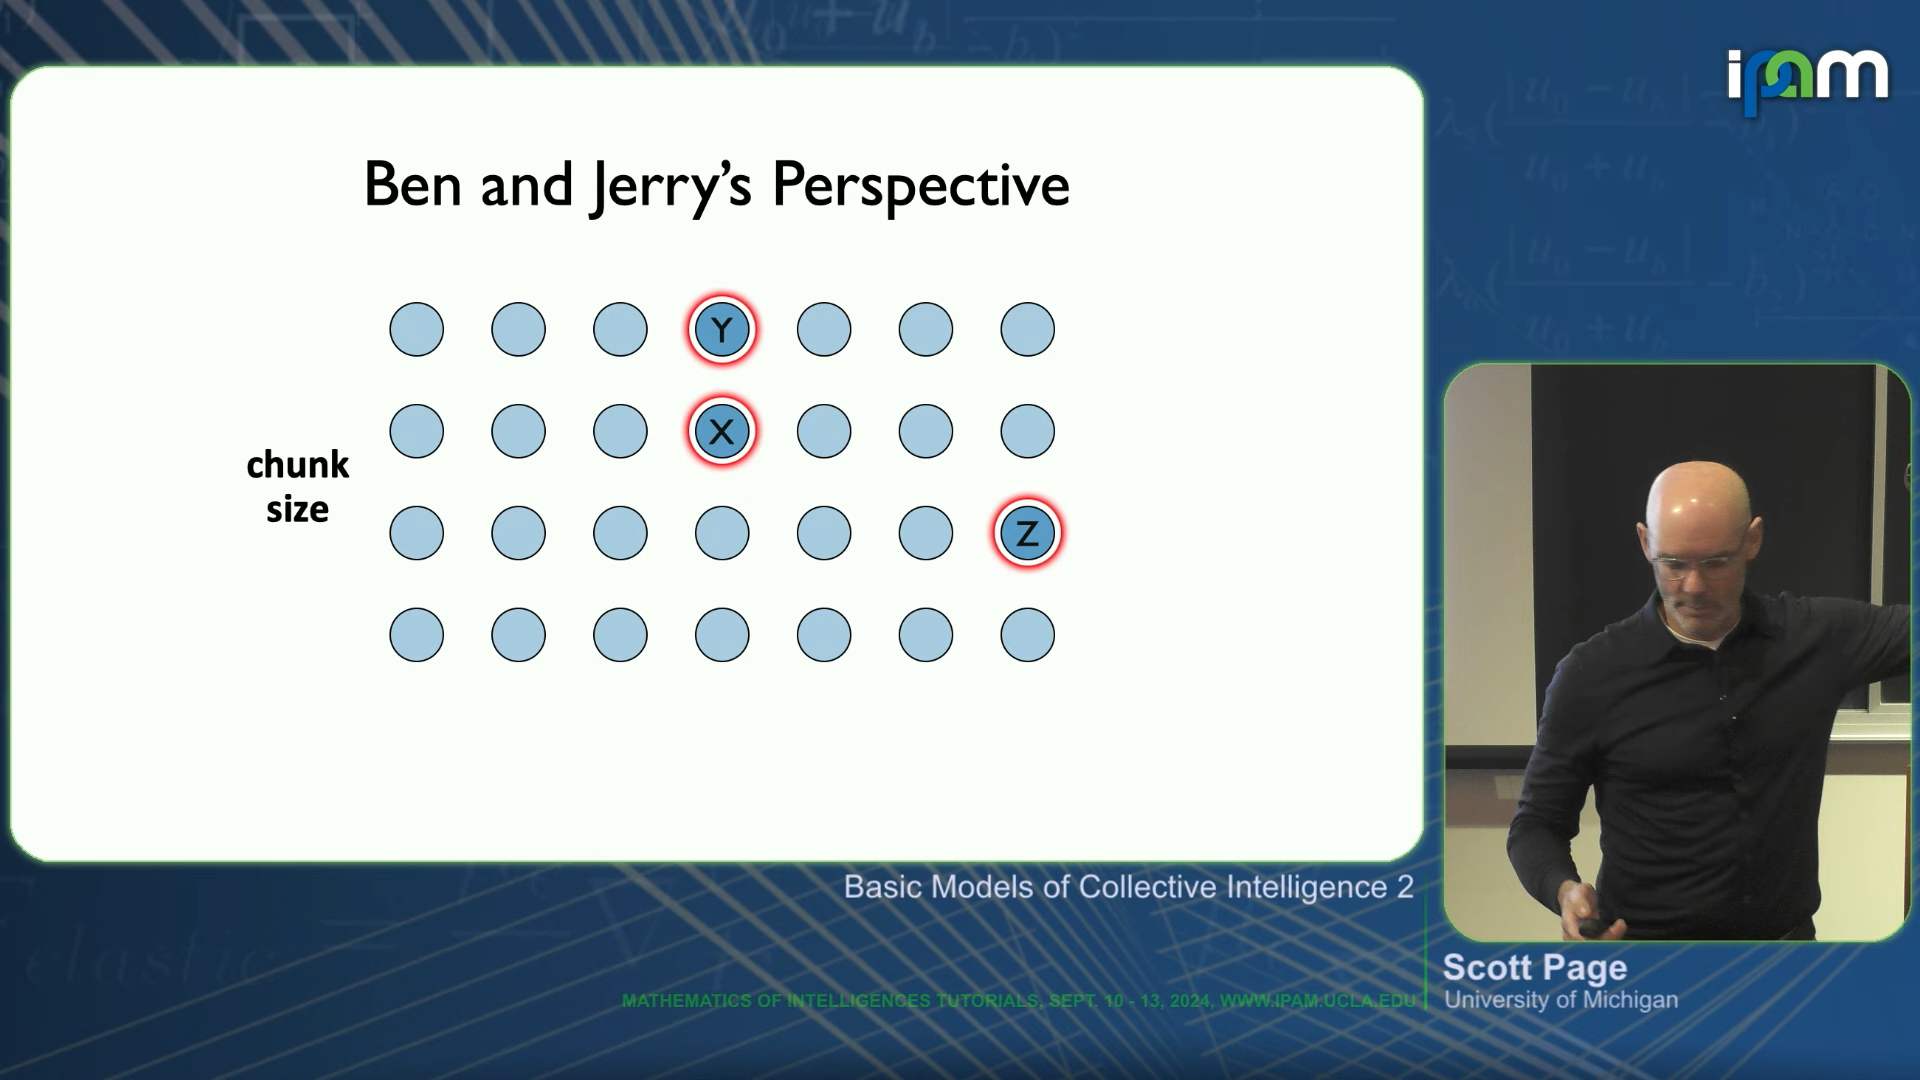 ipam
Ben and Jerry's Perspective
Y
X
chunk
size
Z
Basic Models of Collective Intelligence 2
Scott Page
University of Michigan
MATHEMATICS OF INTELLIGENCES TUTORIALS, SEPT. 10 - 13, 2024, WWW.IPAM.UCLA.EDU
elastic